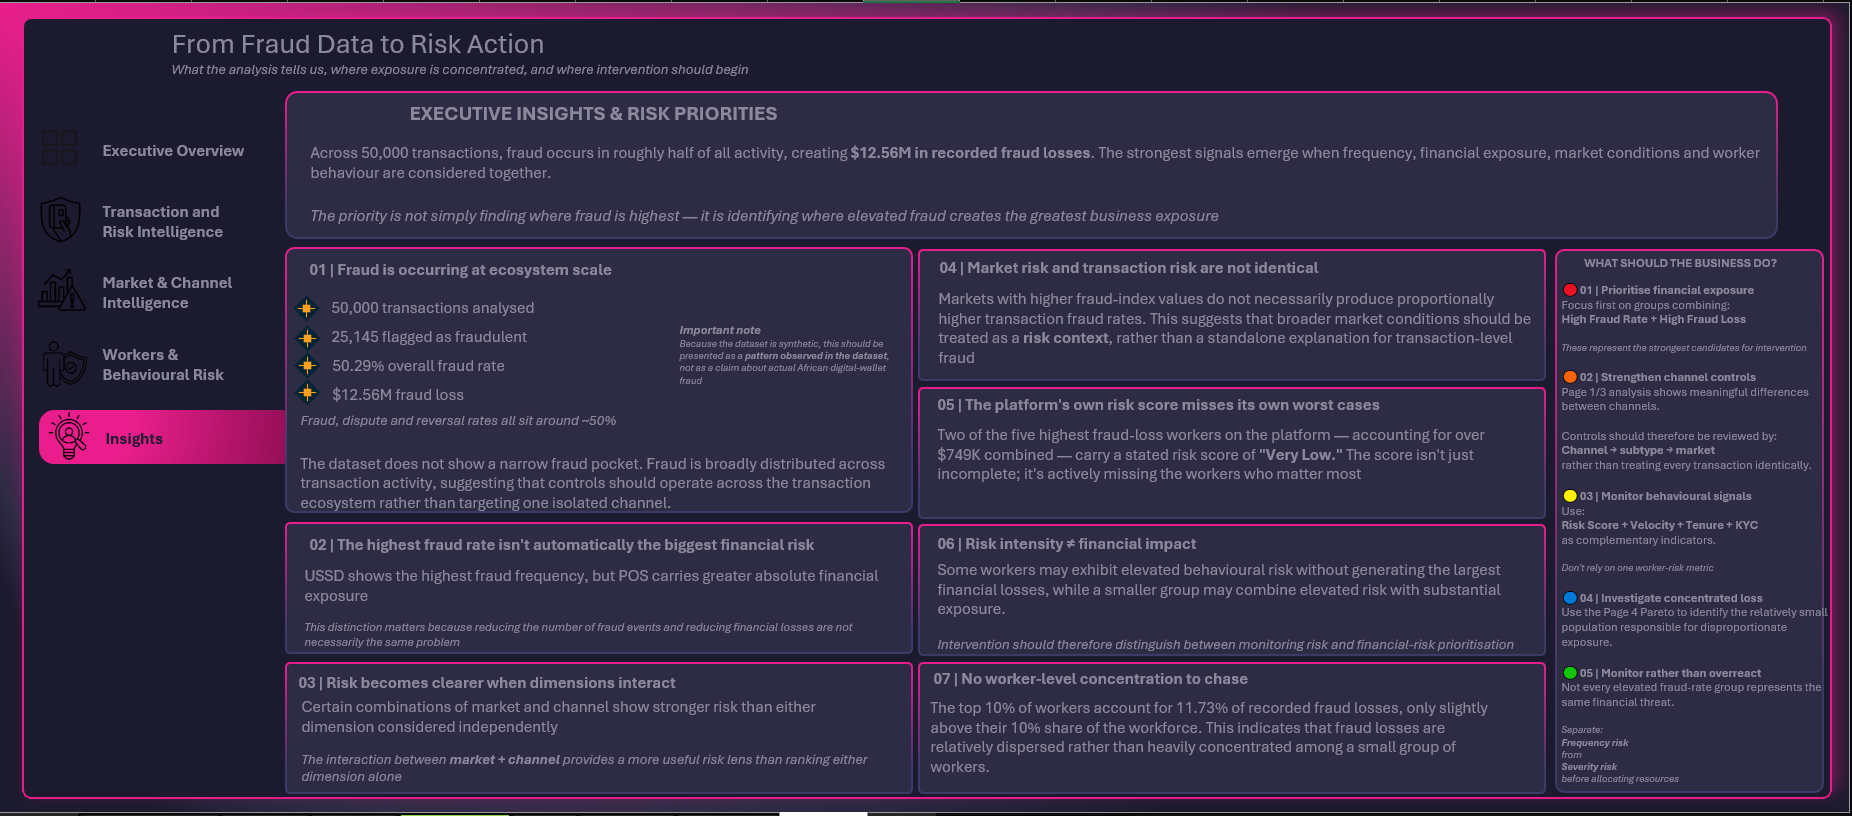 From Fraud Data to Risk Action
What the analysis tells us, where exposure is concentrated, and where intervention should begin
Executive Overview
Transaction and
Risk Intelligence
Market & Channel
Intelligence
Workers &
Behavioural Risk
Insights
EXECUTIVE INSIGHTS & RISK PRIORITIES
Across 50,000 transactions, fraud occurs in roughly half of all activity, creating $12.56M in recorded fraud losses. The strongest signals emerge when frequency, financial exposure, market conditions and worker
behaviour are considered together.
The priority is not simply finding where fraud is highest — it is identifying where elevated fraud creates the greatest business exposure
01 | Fraud is occurring at ecosystem scale
50,000 transactions analysed
25,145 flagged as fraudulent
50.29% overall fraud rate
$12.56M fraud loss
Important note
Because the dataset is synthetic, this should be
presented as a pattern observed in the dataset,
not as a claim about actual African digital-wallet
fraud
Fraud, dispute and reversal rates all sit around ~50%
The dataset does not show a narrow fraud pocket. Fraud is broadly distributed across
transaction activity, suggesting that controls should operate across the transaction
ecosystem rather than targeting one isolated channel.
02 | The highest fraud rate isn't automatically the biggest financial risk
USSD shows the highest fraud frequency, but POS carries greater absolute financial
exposure
This distinction matters because reducing the number of fraud events and reducing financial losses are not
necessarily the same problem
03 | Risk becomes clearer when dimensions interact
Certain combinations of market and channel show stronger risk than either
dimension considered independently
The interaction between market + channel provides a more useful risk lens than ranking either
dimension alone
04 | Market risk and transaction risk are not identical
Markets with higher fraud-index values do not necessarily produce proportionally
higher transaction fraud rates. This suggests that broader market conditions should be
treated as a risk context, rather than a standalone explanation for transaction-level
fraud
05 | The platform's own risk score misses its own worst cases
Two of the five highest fraud-loss workers on the platform — accounting for over
$749K combined — carry a stated risk score of "Very Low." The score isn't just
incomplete; it's actively missing the workers who matter most
06 | Risk intensity ≠ financial impact
Some workers may exhibit elevated behavioural risk without generating the largest
financial losses, while a smaller group may combine elevated risk with substantial
exposure.
Intervention should therefore distinguish between monitoring risk and financial-risk prioritisation
07 | No worker-level concentration to chase
The top 10% of workers account for 11.73% of recorded fraud losses, only slightly
above their 10% share of the workforce. This indicates that fraud losses are
relatively dispersed rather than heavily concentrated among a small group of
workers.
WHAT SHOULD THE BUSINESS DO?
01 | Prioritise financial exposure
Focus first on groups combining:
High Fraud Rate + High Fraud Loss
These represent the strongest candidates for intervention
02 | Strengthen channel controls
Page 1/3 analysis shows meaningful differences
between channels.
Controls should therefore be reviewed by:
Channel → subtype → market
rather than treating every transaction identically.
03 | Monitor behavioural signals
Use:
Risk Score + Velocity + Tenure + KYC
as complementary indicators.
Don't rely on one worker-risk metric
04 | Investigate concentrated loss
Use the Page 4 Pareto to identify the relatively small
population responsible for disproportionate
exposure.
05 | Monitor rather than overreact
Not every elevated fraud-rate group represents the
same financial threat.
Separate:
Frequency risk
from
Severity risk
before allocating resources